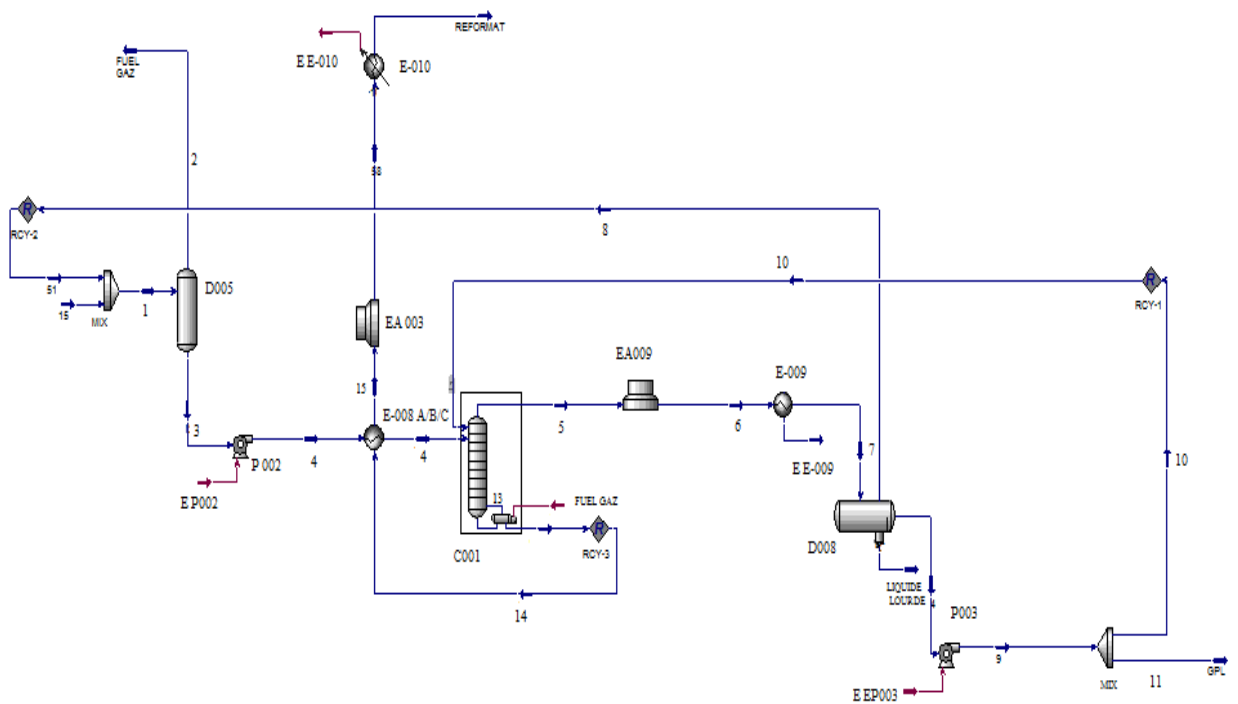 REFORMAT
E E-010
E-010
FUEL
GAZ
2
58
R
RCY-2
8
10
R
RCY-1
51
15
MIX
1
D005
EA 003
EA009
E-009
15
E-008 A/B/C
5
6
7
E E-009
3
P 002
4
4
E P002
13
FUEL GAZ
R
RCY-3
C001
14
10
D008
LIQUIDE
LOURDE
P003
9
MIX
11
GPL
E EP003